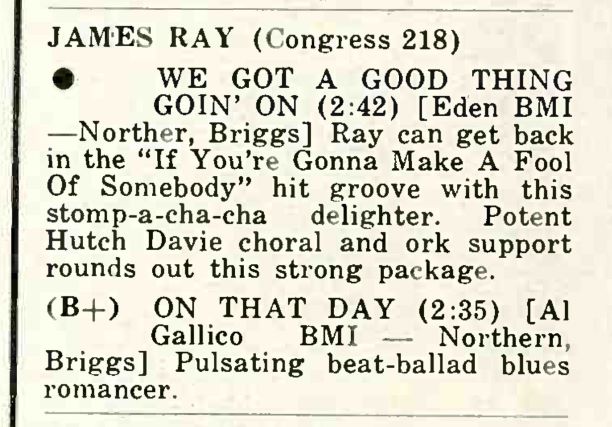 JAMES RAY (Congress 218)
● WE GOT A GOOD THING
GOIN' ON (2:42) [Eden BMI
—Norther, Briggs] Ray can get back
in the "If You're Gonna Make A Fool
Of Somebody" hit groove with this
stomp-a-cha-cha delighter. Potent
Hutch Davie choral and ork support
rounds out this strong package.
(B+) ON THAT DAY (2:35) [Al
Gallico BMI — Northern,
Briggs] Pulsating beat-ballad blues
romancer.